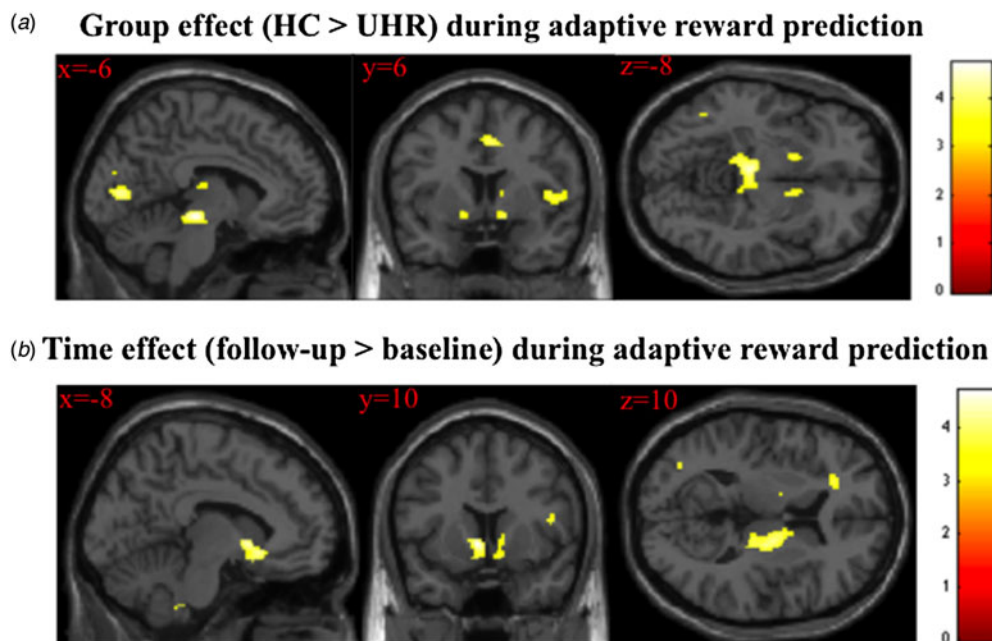 (a) Group effect (HC > UHR) during adaptive reward prediction
x=-6 y=6 z=-8
4
3
2
1
0
(b) Time effect (follow-up > baseline) during adaptive reward prediction
x=-8 y=10 z=10
4
3
2
1
0